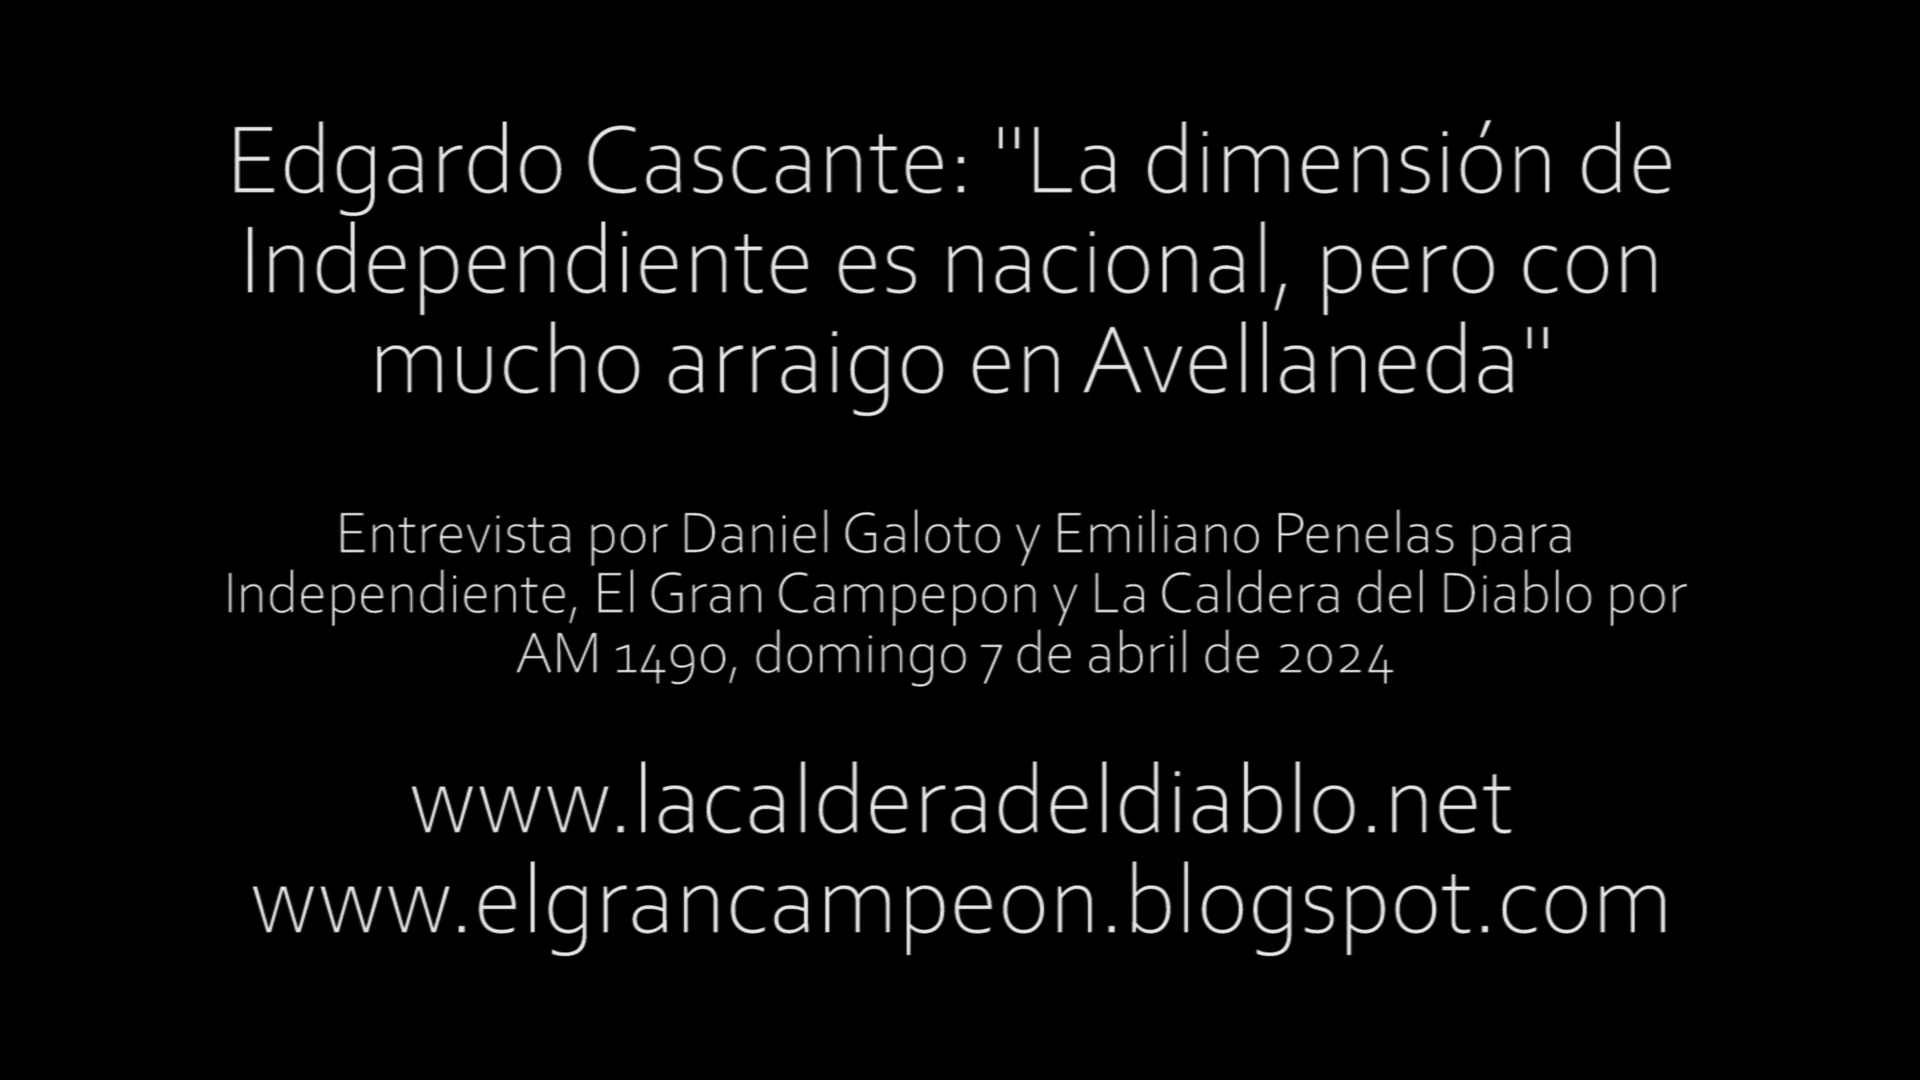 Edgardo Cascante: "La dimensión de
Independiente es nacional, pero con
mucho arraigo en Avellaneda"
Entrevista por Daniel Galoto y Emiliano Penelas para
Independiente, El Gran Campepon y La Caldera del Diablo por
AM 1490, domingo 7 de abril de 2024
www.lacalderadeldiablo.net
www.elgrancampeon.blogspot.com